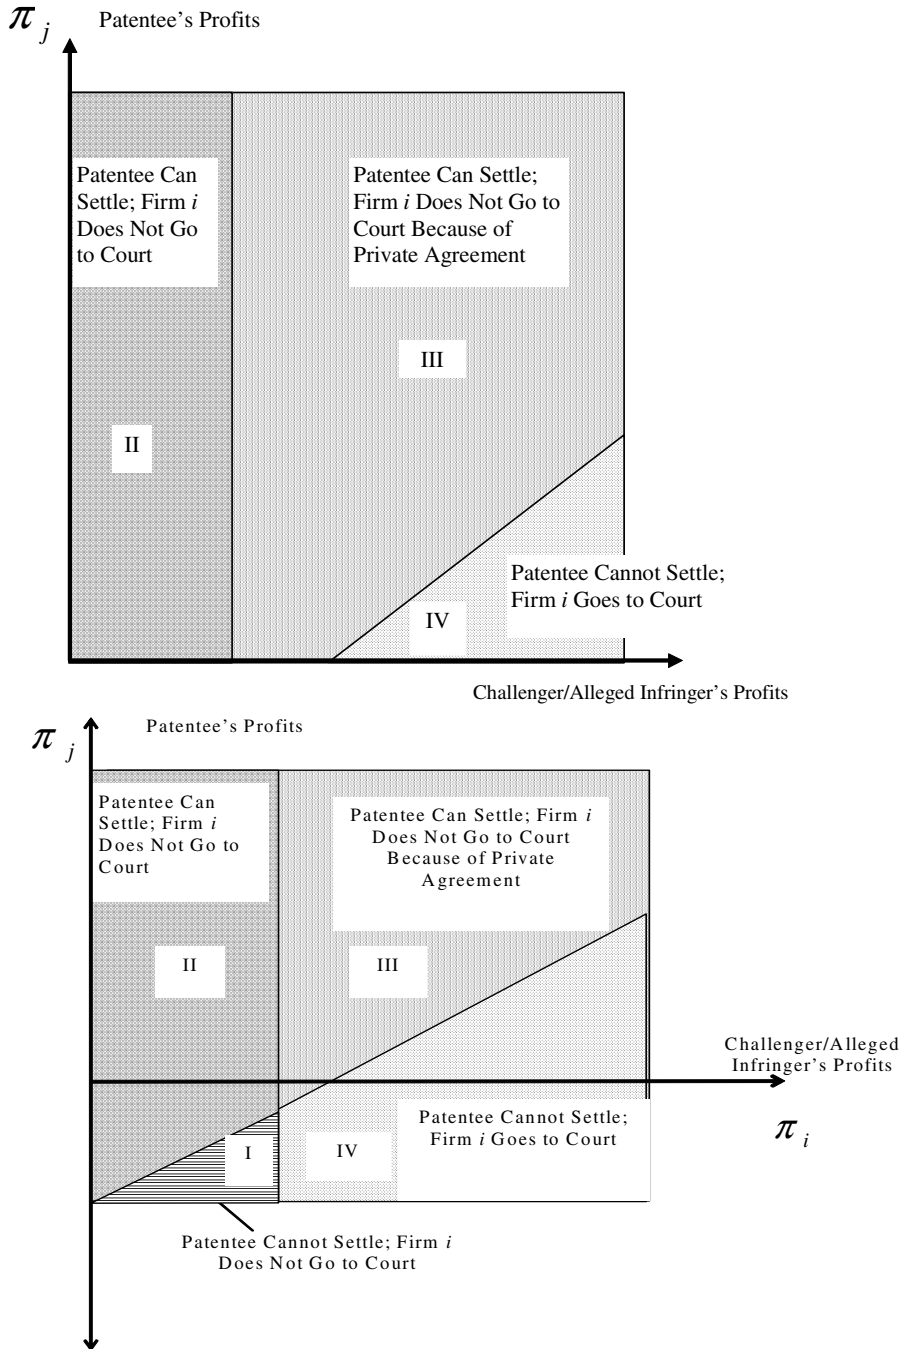 π j
Patentee's Profits
Patentee Can
Settle; Firm i
Does Not Go
to Court
Patentee Can Settle;
Firm i Does Not Go to
Court Because of
Private Agreement
III
II
Patentee Cannot Settle;
Firm i Goes to Court
IV
Challenger/Alleged Infringer's Profits
π j
Patentee's Profits
Patentee Can
Settle; Firm i
Does Not Go to
Court
Patentee Can Settle; Firm i
Does Not Go to Court
Because of Private
Agreement
II
III
Challenger/Alleged
Infringer's Profits
π i
Patentee Cannot Settle;
Firm i Goes to Court
I
IV
Patentee Cannot Settle; Firm i
Does Not Go to Court